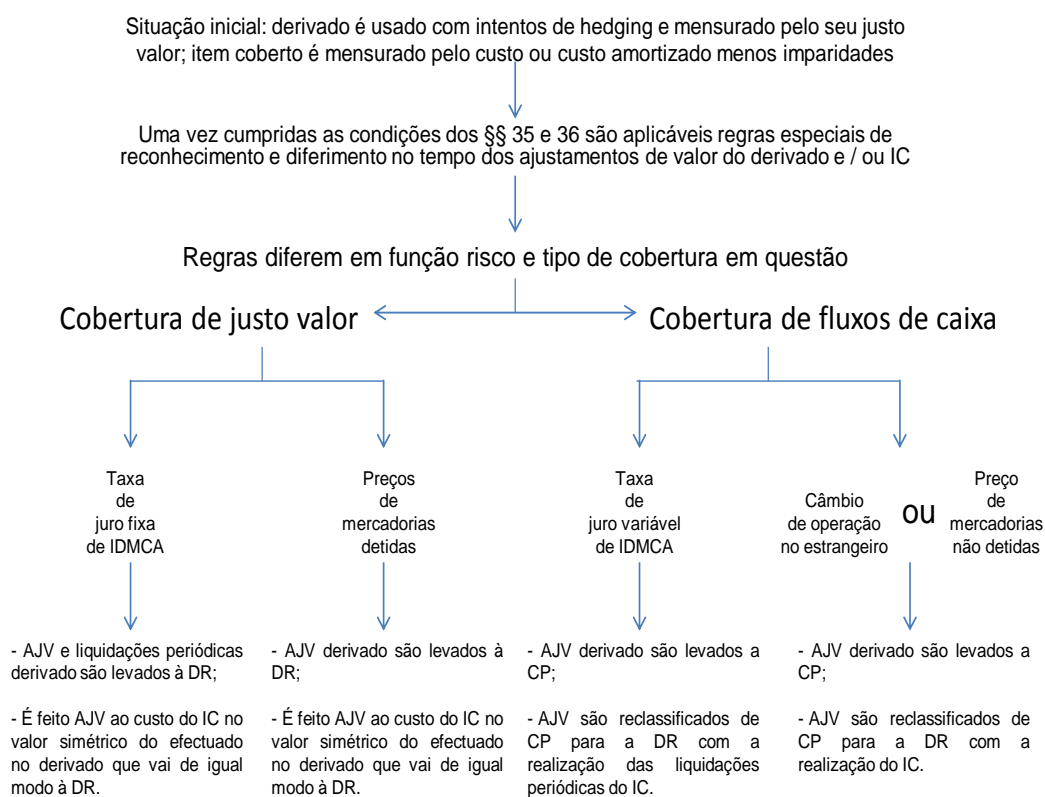 Situação inicial: derivado é usado com intentos de hedging e mensurado pelo seu justo
valor; item coberto é mensurado pelo custo ou custo amortizado menos imparidades
Uma vez cumpridas as condições dos §§ 35 e 36 são aplicáveis regras especiais de
reconhecimento e diferimento no tempo dos ajustamentos de valor do derivado e / ou IC
Regras diferem em função risco e tipo de cobertura em questão
Cobertura de justo valor
Cobertura de fluxos de caixa
Taxa
de
juro fixa
de IDMCA
Preços
de
mercadorias
detidas
Taxa
de
juro variável
de IDMCA
Câmbio
de operação
no estrangeiro
ou
Preço
de
mercadorias
não detidas
- AJV e liquidações periódicas
derivado são levados à DR;
- É feito AJV ao custo do IC no
valor simétrico do efectuado
no derivado que vai de igual
modo à DR.
- AJV derivado são levados à
DR;
- É feito AJV ao custo do IC no
valor simétrico do efectuado
no derivado que vai de igual
modo à DR.
- AJV derivado são levados a
CP;
- AJV são reclassificados de
CP para a DR com a
realização das liquidações
periódicas do IC.
- AJV derivado são levados a
CP;
- AJV são reclassificados de
CP para a DR com a
realização do IC.